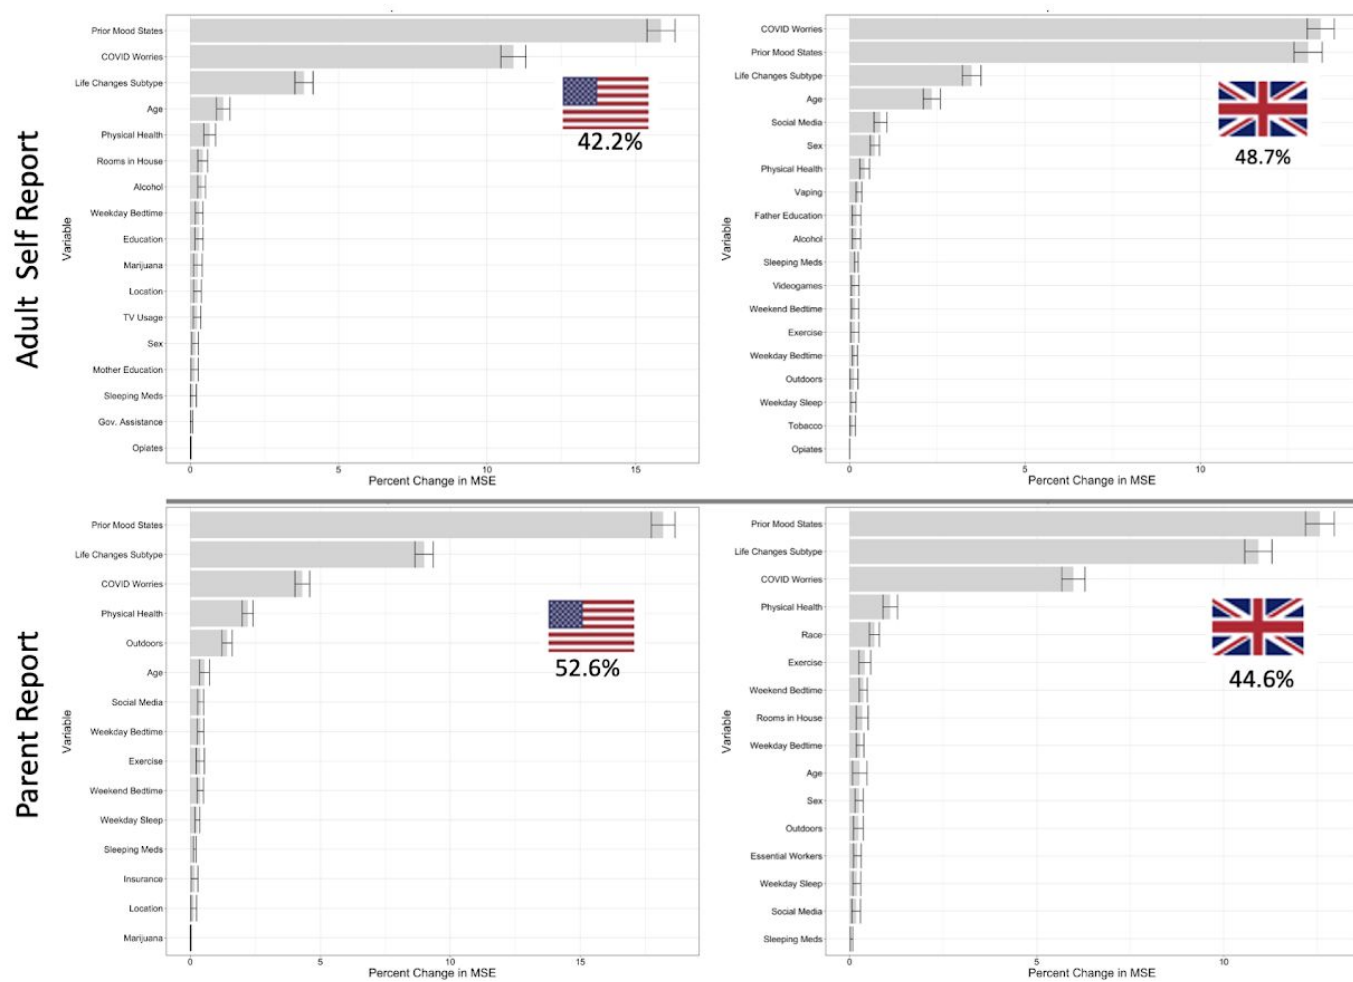 Adult Self Report
Variable
Prior Mood States
COVID Worries
Life Changes Subtype
Age
Physical Health
Rooms in House
Alcohol
Weekday Bedtime
Education
Marijuana
Location
TV Usage
Sex
Mother Education
Sleeping Meds
Gov. Assistance
Opiates
42.2%
0 5 10 15
Percent Change in MSE
Variable
COVID Worries
Prior Mood States
Life Changes Subtype
Age
Social Media
Sex
Physical Health
Vaping
Father Education
Alcohol
Sleeping Meds
Videogames
Weekend Bedtime
Exercise
Weekday Bedtime
Outdoors
Weekday Sleep
Tobacco
Opiates
48.7%
0 5 10
Percent Change in MSE
Parent Report
Variable
Prior Mood States
Life Changes Subtype
COVID Worries
Physical Health
Outdoors
Age
Social Media
Weekday Bedtime
Exercise
Weekend Bedtime
Weekday Sleep
Sleeping Meds
Insurance
Location
Marijuana
52.6%
0 5 10 15
Percent Change in MSE
Variable
Prior Mood States
Life Changes Subtype
COVID Worries
Physical Health
Race
Exercise
Weekend Bedtime
Rooms in House
Weekday Bedtime
Age
Sex
Outdoors
Essential Workers
Weekday Sleep
Social Media
Sleeping Meds
44.6%
0 5 10
Percent Change in MSE